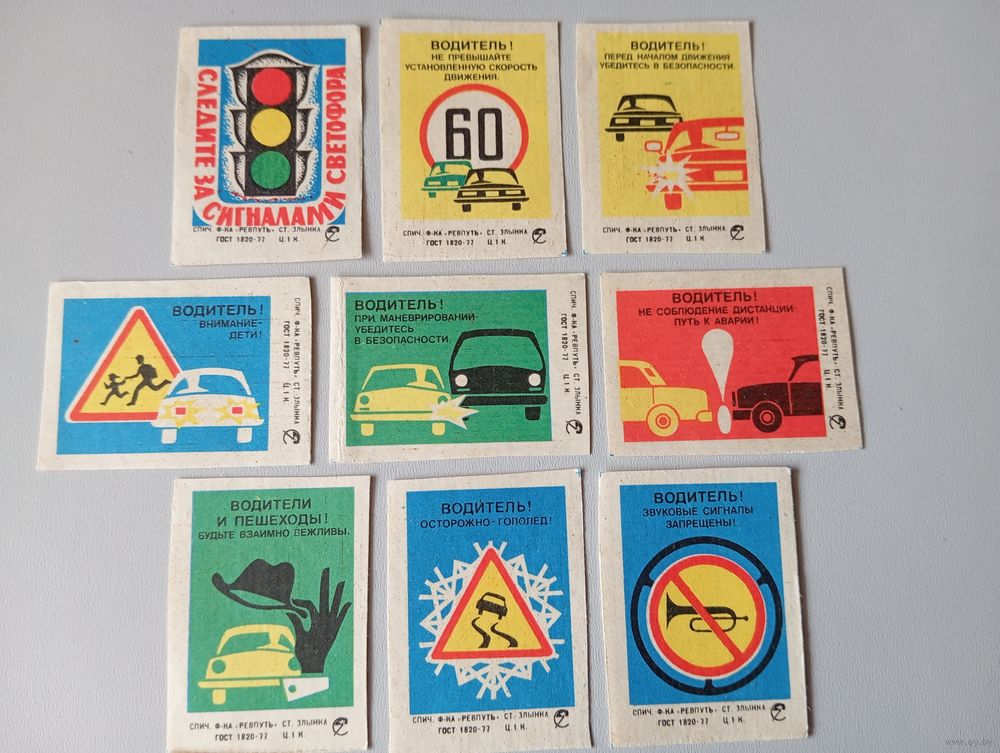 СЛЕДИТЕ ЗА
СИГНАЛАМИ
СВЕТОФОРА
СПИЧ. Ф-КА «РЕВПУТЬ» СТ. ЗЛЫНКА
ГОСТ 1820-77 Ц. 1 К.
ВОДИТЕЛЬ!
НЕ ПРЕВЫШАЙТЕ
УСТАНОВЛЕННУЮ СКОРОСТЬ
ДВИЖЕНИЯ.
60
СПИЧ. Ф-КА «РЕВПУТЬ» СТ. ЗЛЫНКА
ГОСТ 1820-77 Ц. 1 К.
ВОДИТЕЛЬ!
ПЕРЕД НАЧАЛОМ ДВИЖЕНИЯ
УБЕДИТЕСЬ В БЕЗОПАСНОСТИ.
СПИЧ. Ф-КА «РЕВПУТЬ» СТ. ЗЛЫНКА
ГОСТ 1820-77 Ц. 1 К.
ВОДИТЕЛЬ!
ВНИМАНИЕ-
ДЕТИ!
СПИЧ. Ф-КА «РЕВПУТЬ» СТ. ЗЛЫНКА
ГОСТ 1820-77 Ц. 1 К.
ВОДИТЕЛЬ!
ПРИ МАНЕВРИРОВАНИИ-
УБЕДИТЕСЬ
В БЕЗОПАСНОСТИ.
СПИЧ. Ф-КА «РЕВПУТЬ» СТ. ЗЛЫНКА
ГОСТ 1820-77 Ц. 1 К.
ВОДИТЕЛЬ!
НЕ СОБЛЮДЕНИЕ ДИСТАНЦИИ-
ПУТЬ К АВАРИИ!
СПИЧ. Ф-КА «РЕВПУТЬ» СТ. ЗЛЫНКА
ГОСТ 1820-77 Ц. 1 К.
ВОДИТЕЛИ
И ПЕШЕХОДЫ!
БУДЬТЕ ВЗАИМНО ВЕЖЛИВЫ.
СПИЧ. Ф-КА «РЕВПУТЬ» СТ. ЗЛЫНКА
ГОСТ 1820-77 Ц. 1 К.
ВОДИТЕЛЬ!
ОСТОРОЖНО-ГОЛОЛЕД!
СПИЧ. Ф-КА «РЕВПУТЬ» СТ. ЗЛЫНКА
ГОСТ 1820-77 Ц. 1 К.
ВОДИТЕЛЬ!
ЗВУКОВЫЕ СИГНАЛЫ
ЗАПРЕЩЕНЫ!
СПИЧ. Ф-КА «РЕВПУТЬ» СТ. ЗЛЫНКА
ГОСТ 1820-77 Ц. 1 К.
www.ay.by